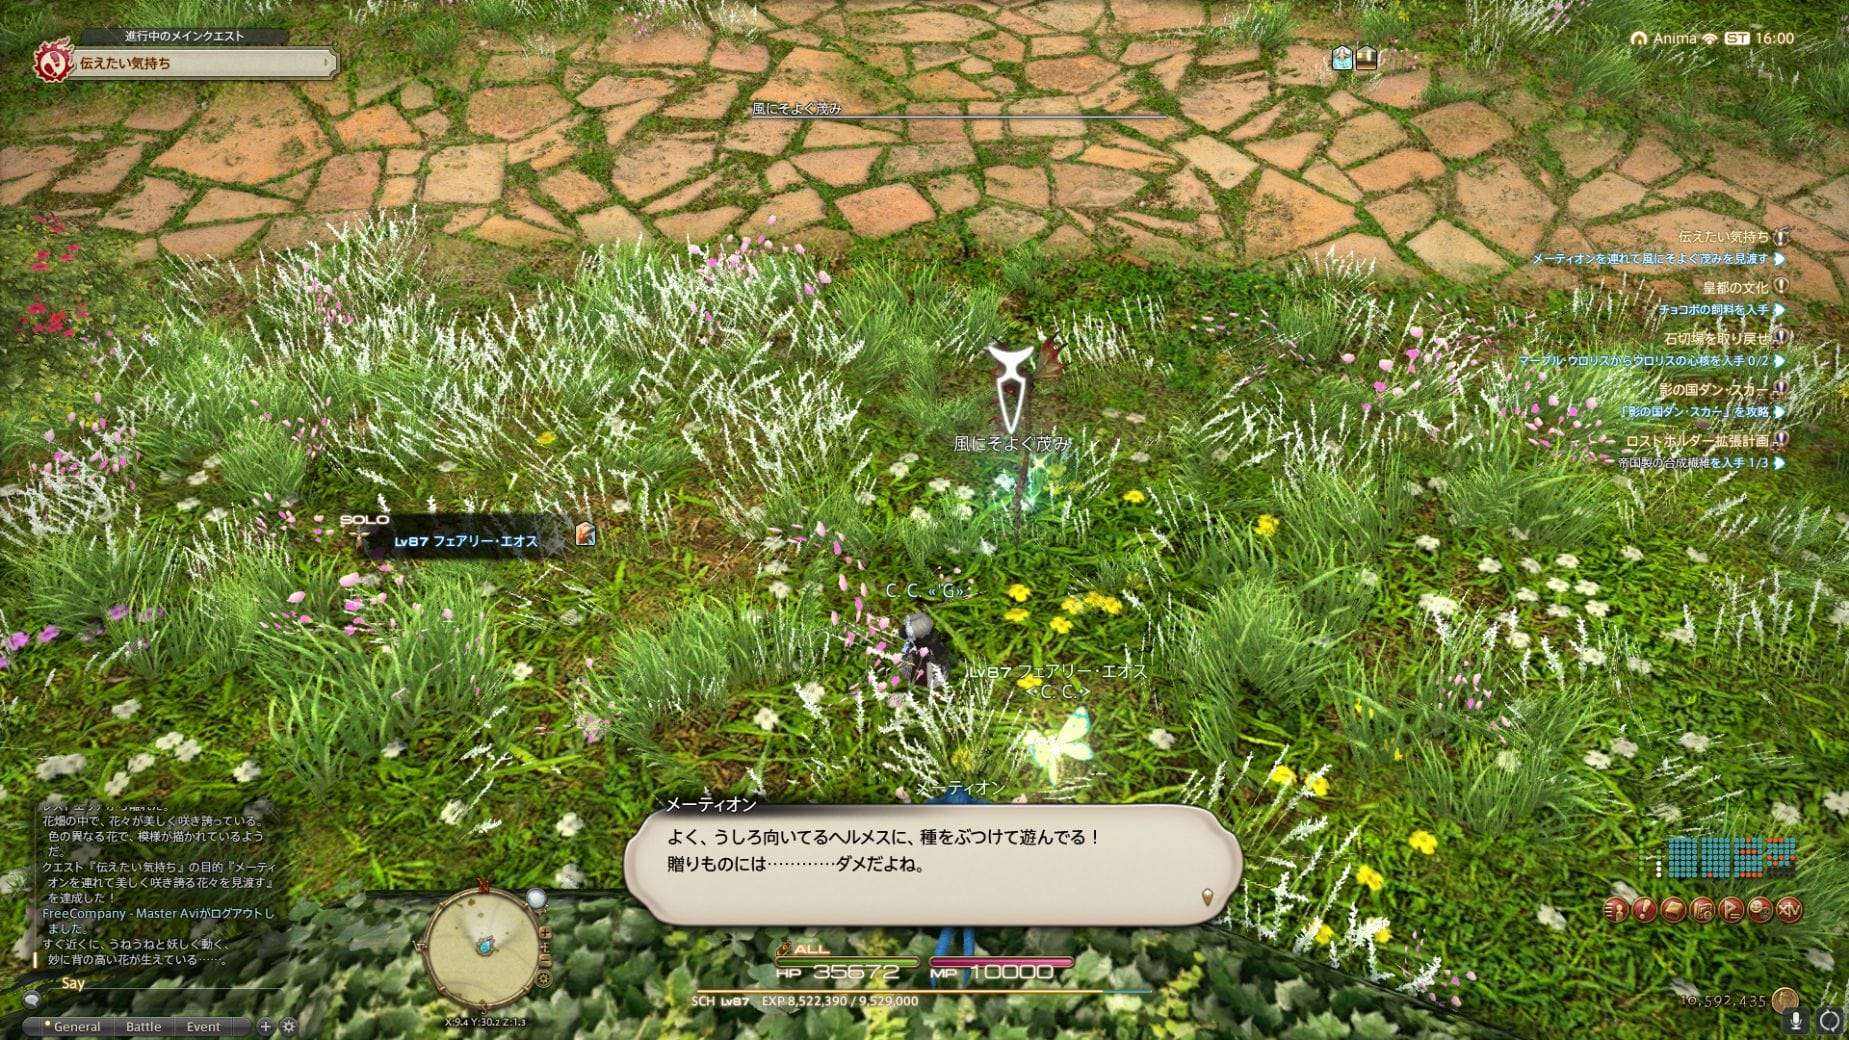 進行中のメインクエスト
伝えたい気持ち
Anima ST 16:00
風にそよぐ茂み
伝えたい気持ち
メーティオンを連れて風にそよぐ茂みを見渡す
皇都の文化
チョコボの飼料を入手
石切場を取り戻せ
マーブル・ウロリスからウロリスの心核を入手 0/2
影の国ダン・スカー
「影の国ダン・スカー」を攻略
ロストホルダー拡張計画
帝国製の合成繊維を入手 1/3
風にそよぐ茂み
SOLO
Lv87 フェアリー・エオス
C. C. «'G»
Lv87 フェアリー・エオス
<C. C.>
メーティオン
メーティオン
よく、うしろ向いてるヘルメスに、種をぶつけて遊んでる！
贈りものには…………ダメだよね。
花畑の中で、花々が美しく咲き誇っている。
色の異なる花で、模様が描かれているよう
だ。
クエスト『伝えたい気持ち』の目的『メーティ
オンを連れて美しく咲き誇る花々を見渡す』
を達成した！
FreeCompany - Master Aviがログアウトし
ました。
すぐ近くに、うねうねと妖しく動く、
妙に背の高い花が生えている……。
Say
General Battle Event
X:9.4 Y:30.2 Z:1.3
ALL
HP 35672 MP 10000
SCH Lv87 EXP 8,522,390 / 9,529,000
XIV
10,592,435